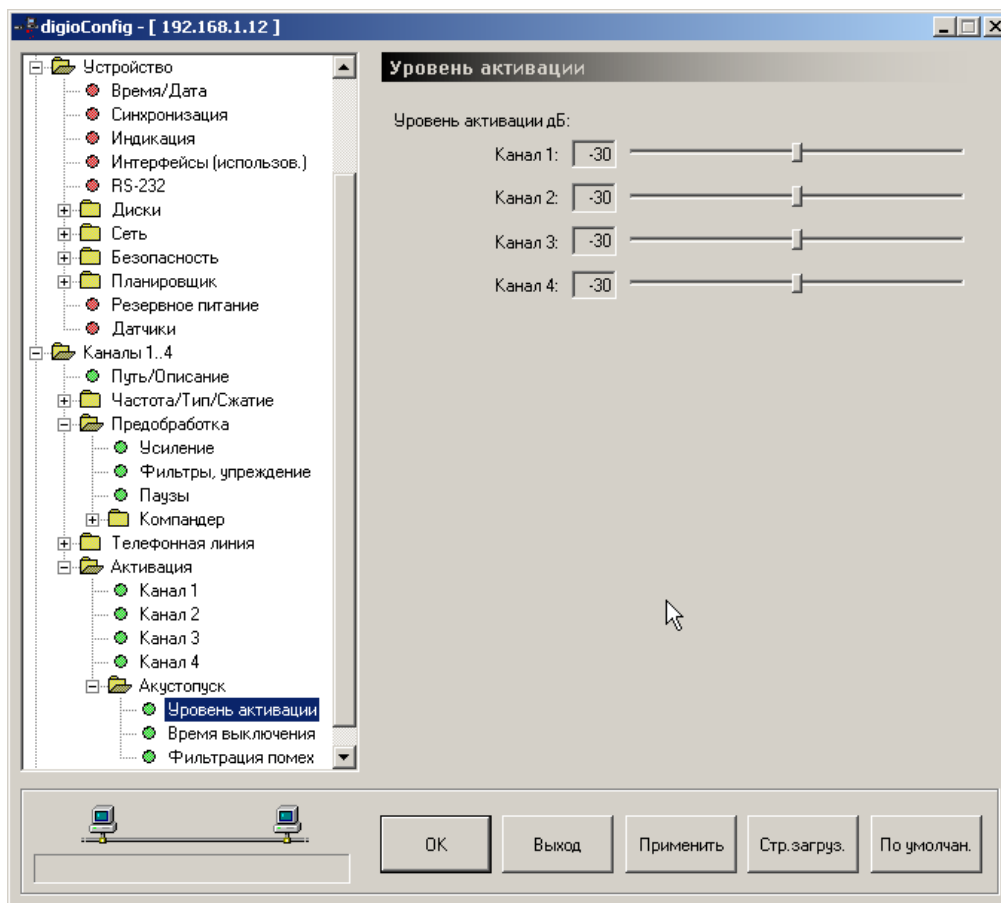 digioConfig - [ 192.168.1.12 ]
Устройство
Время/Дата
Синхронизация
Индикация
Интерфейсы (использов.)
RS-232
Диски
Сеть
Безопасность
Планировщик
Резервное питание
Датчики
Каналы 1..4
Путь/Описание
Частота/Тип/Сжатие
Предобработка
Усиление
Фильтры, упреждение
Паузы
Компандер
Телефонная линия
Активация
Канал 1
Канал 2
Канал 3
Канал 4
Акустопуск
Уровень активации
Время выключения
Фильтрация помех
Уровень активации
Уровень активации дБ:
Канал 1: -30
Канал 2: -30
Канал 3: -30
Канал 4: -30
OK Выход Применить Стр.загруз. По умолчан.